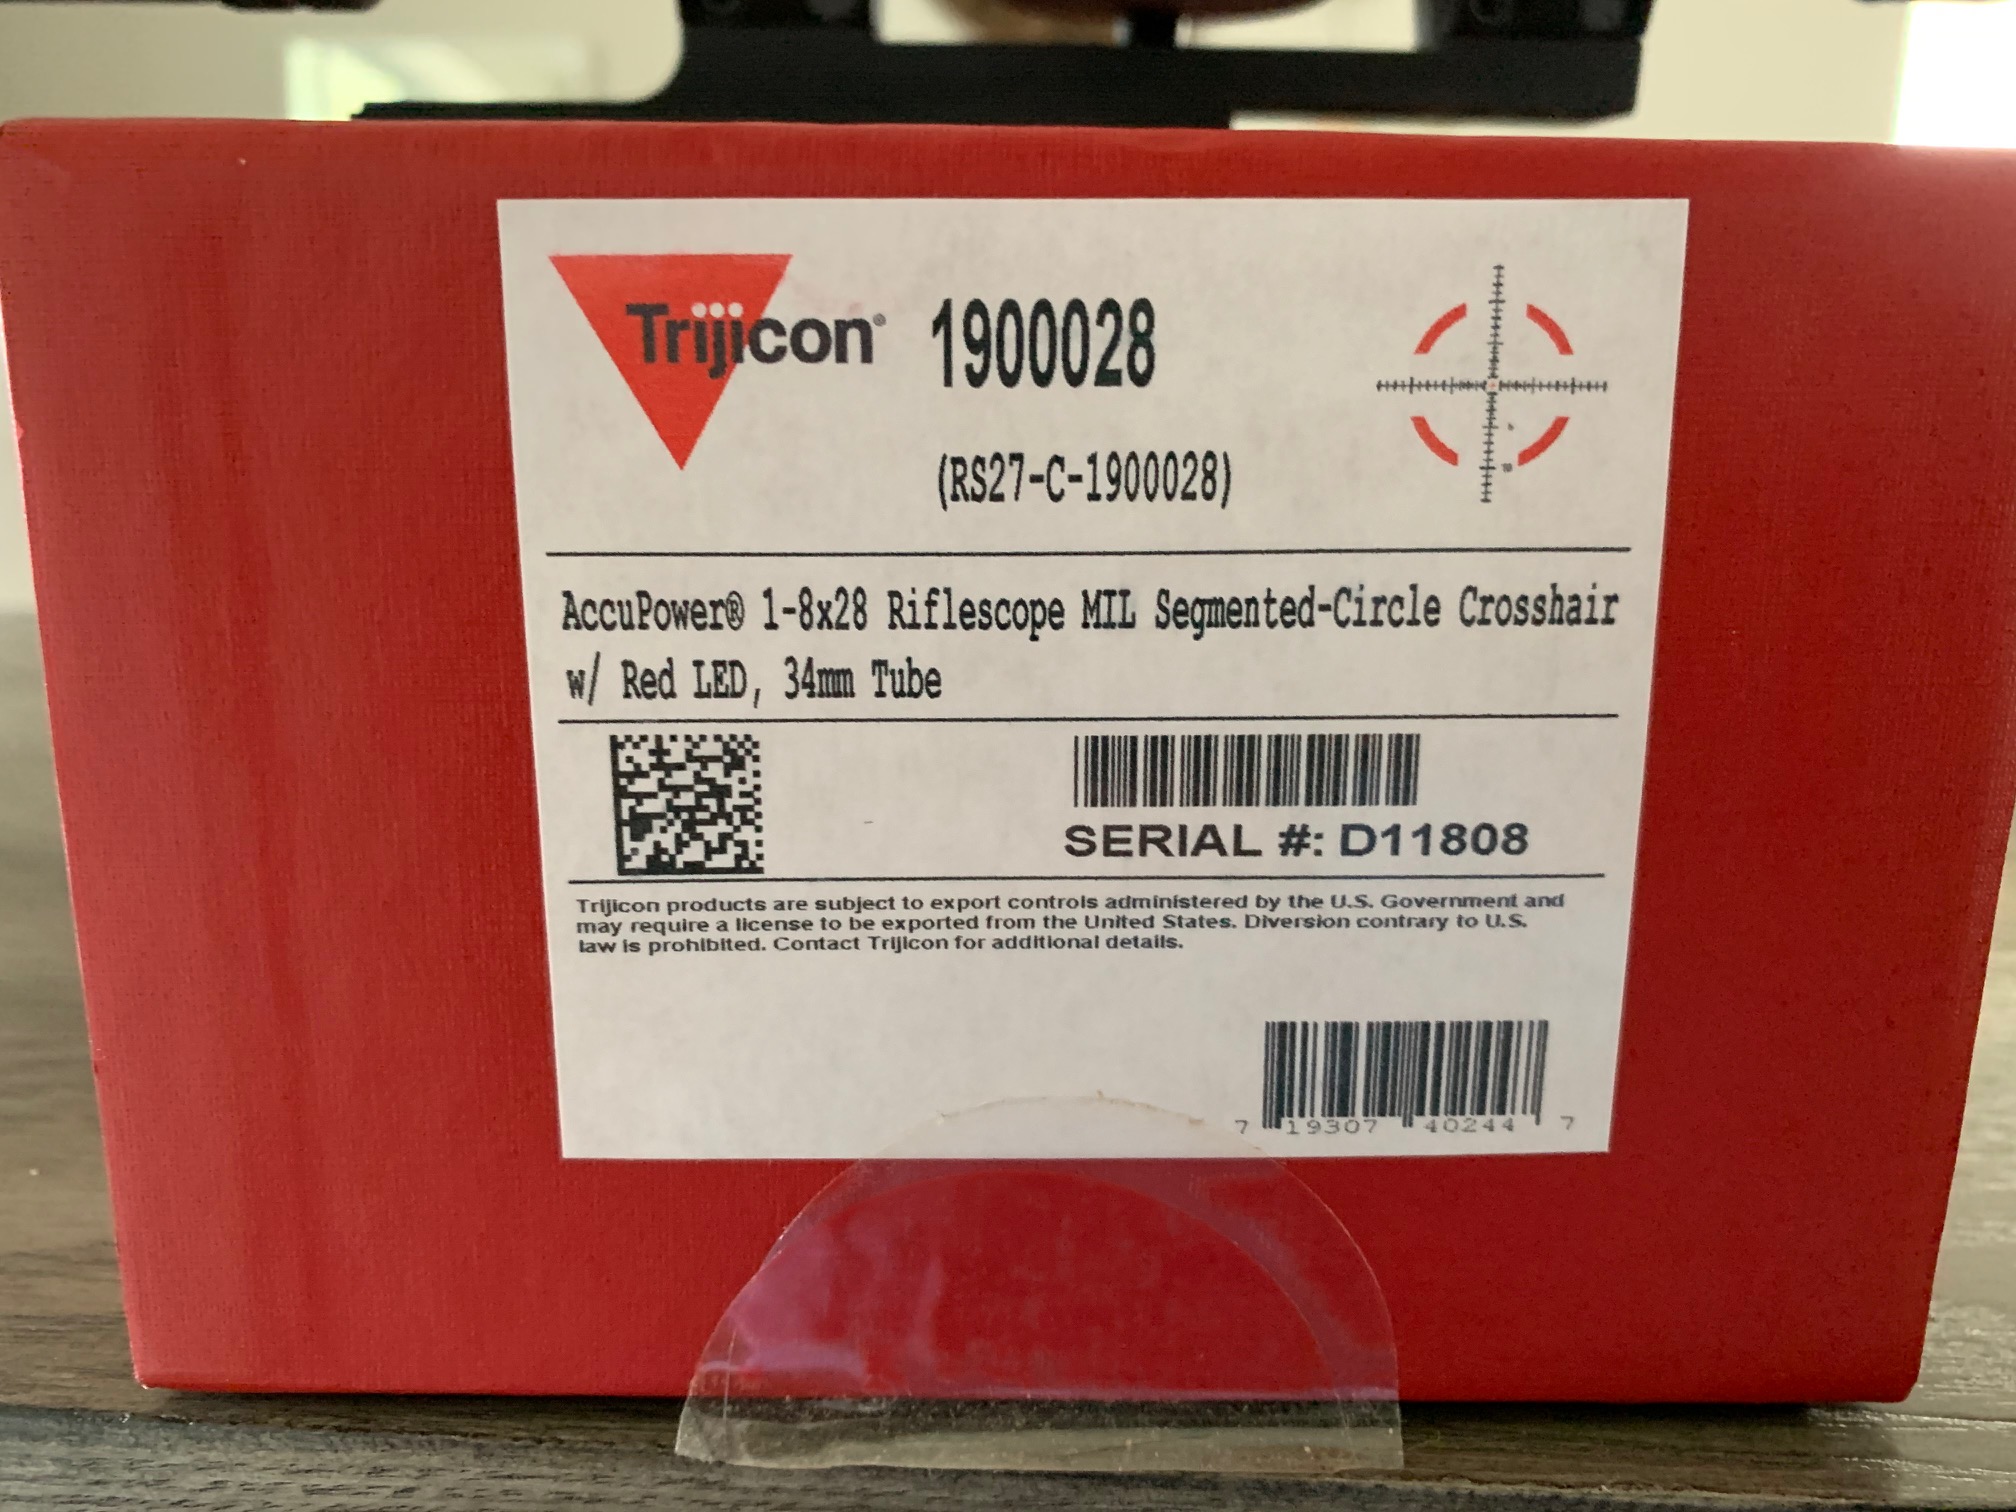 Trijicon® 1900028
(RS27-C-1900028)
AccuPower® 1-8x28 Riflescope MIL Segmented-Circle Crosshair
w/ Red LED, 34mm Tube
SERIAL #: D11808
Trijicon products are subject to export controls administered by the U.S. Government and
may require a license to be exported from the United States. Diversion contrary to U.S.
law is prohibited. Contact Trijicon for additional details.
7 19307 40244 7